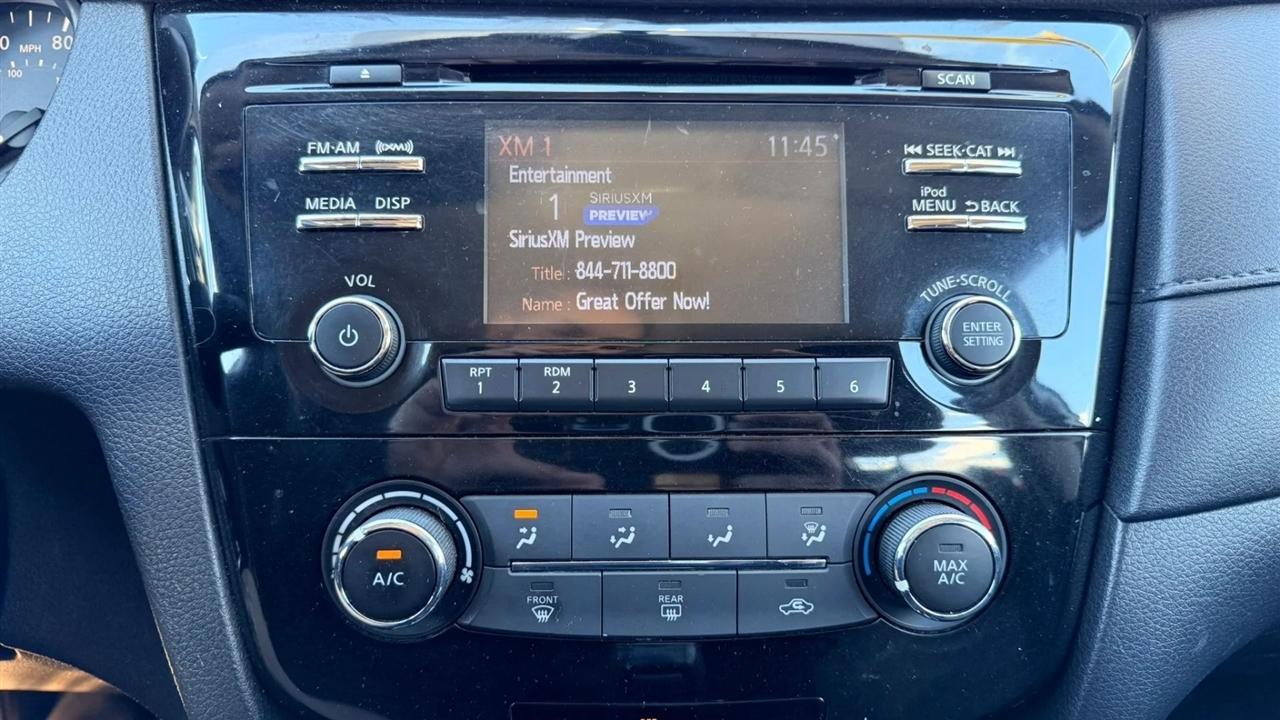 0 MPH 80
100
SCAN
FM·AM ((XM))
MEDIA DISP
XM 1 11:45
Entertainment
1 SIRIUSXM
PREVIEW
SiriusXM Preview
Title : 844-711-8800
Name : Great Offer Now!
SEEK·CAT
iPod
MENU BACK
VOL
TUNE·SCROLL
ENTER
SETTING
RPT
1
RDM
2
3
4
5
6
A/C
MAX
A/C
FRONT
REAR